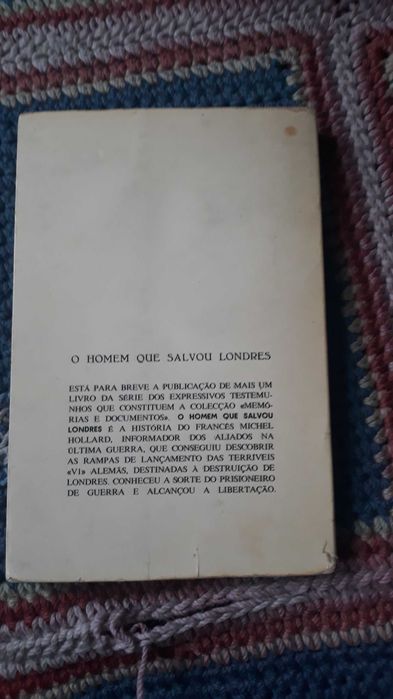 O HOMEM QUE SALVOU LONDRES
ESTÁ PARA BREVE A PUBLICAÇÃO DE MAIS UM
LIVRO DA SÉRIE DOS EXPRESSIVOS TESTEMU-
NHOS QUE CONSTITUEM A COLECÇÃO «MEMÓ-
RIAS E DOCUMENTOS». O HOMEM QUE SALVOU
LONDRES É A HISTÓRIA DO FRANCÊS MICHEL
HOLLARD, INFORMADOR DOS ALIADOS NA
ÚLTIMA GUERRA, QUE CONSEGUIU DESCOBRIR
AS RAMPAS DE LANÇAMENTO DAS TERRIVEIS
«V1» ALEMÃS, DESTINADAS À DESTRUIÇÃO DE
LONDRES. CONHECEU A SORTE DO PRISIONEIRO
DE GUERRA E ALCANÇOU A LIBERTAÇÃO.